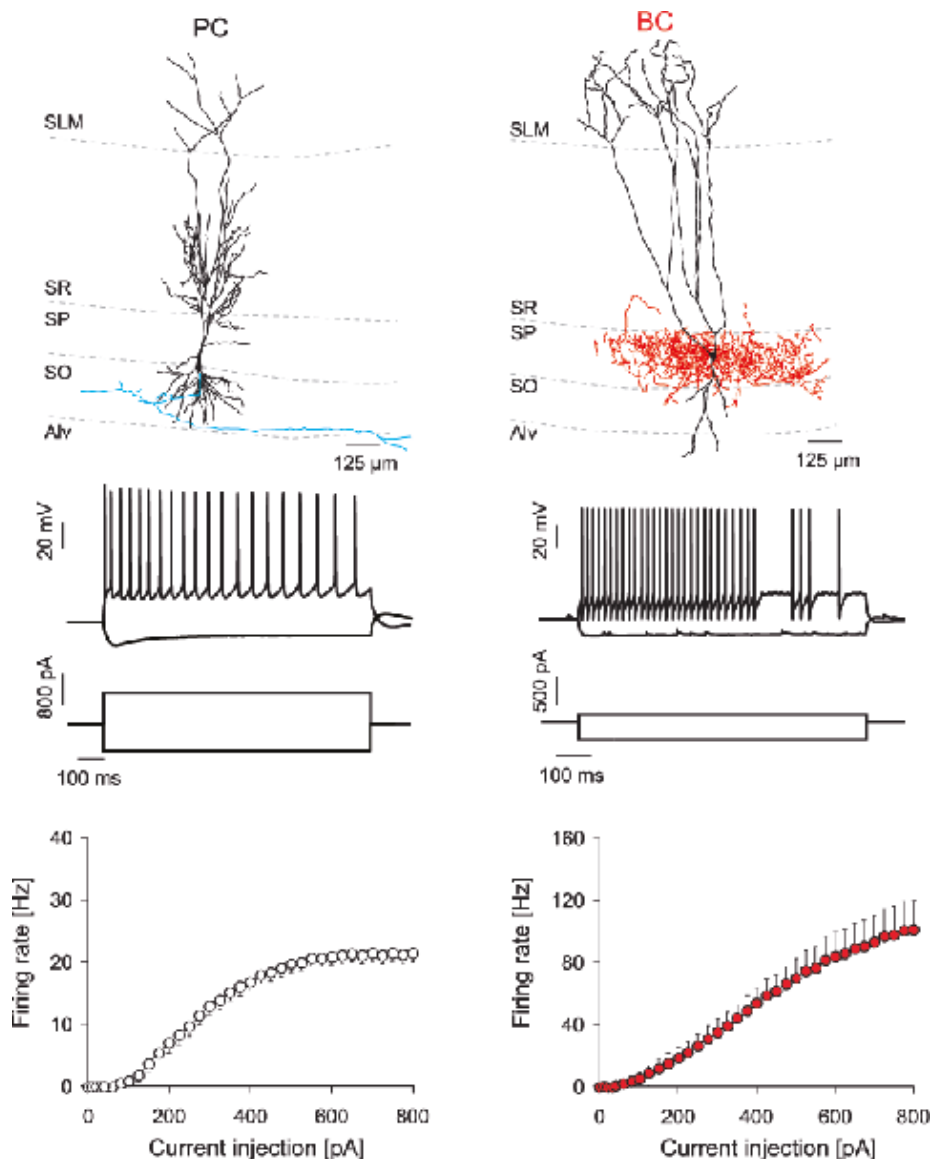 PC
SLM
SR
SP
SO
Alv
125 µm
20 mV
800 pA
100 ms
40
30
20
10
0
Firing rate [Hz]
0 200 400 600 800
Current injection [pA]
BC
SLM
SR
SP
SO
Alv
125 µm
20 mV
500 pA
100 ms
160
120
80
40
0
Firing rate [Hz]
0 200 400 600 800
Current injection [pA]